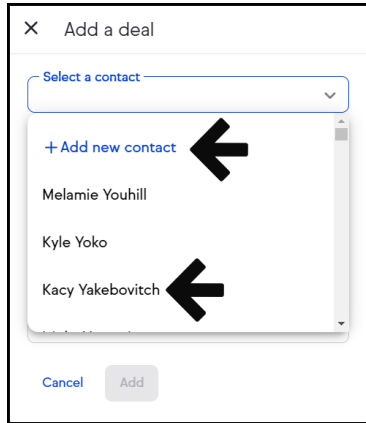 Add a deal
Select a contact
+ Add new contact
Melamie Youhill
Kyle Yoko
Kacy Yakebovitch
Cancel
Add